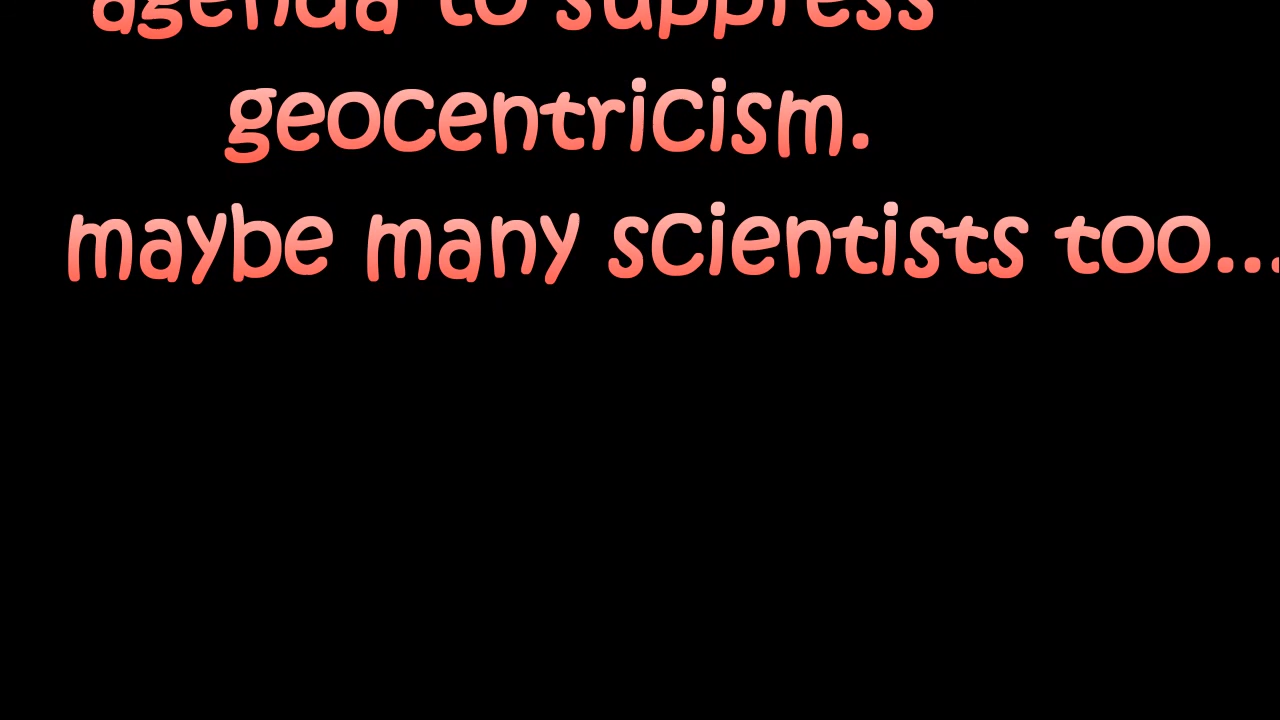 agenda to suppress
geocentricism.
maybe many scientists too...